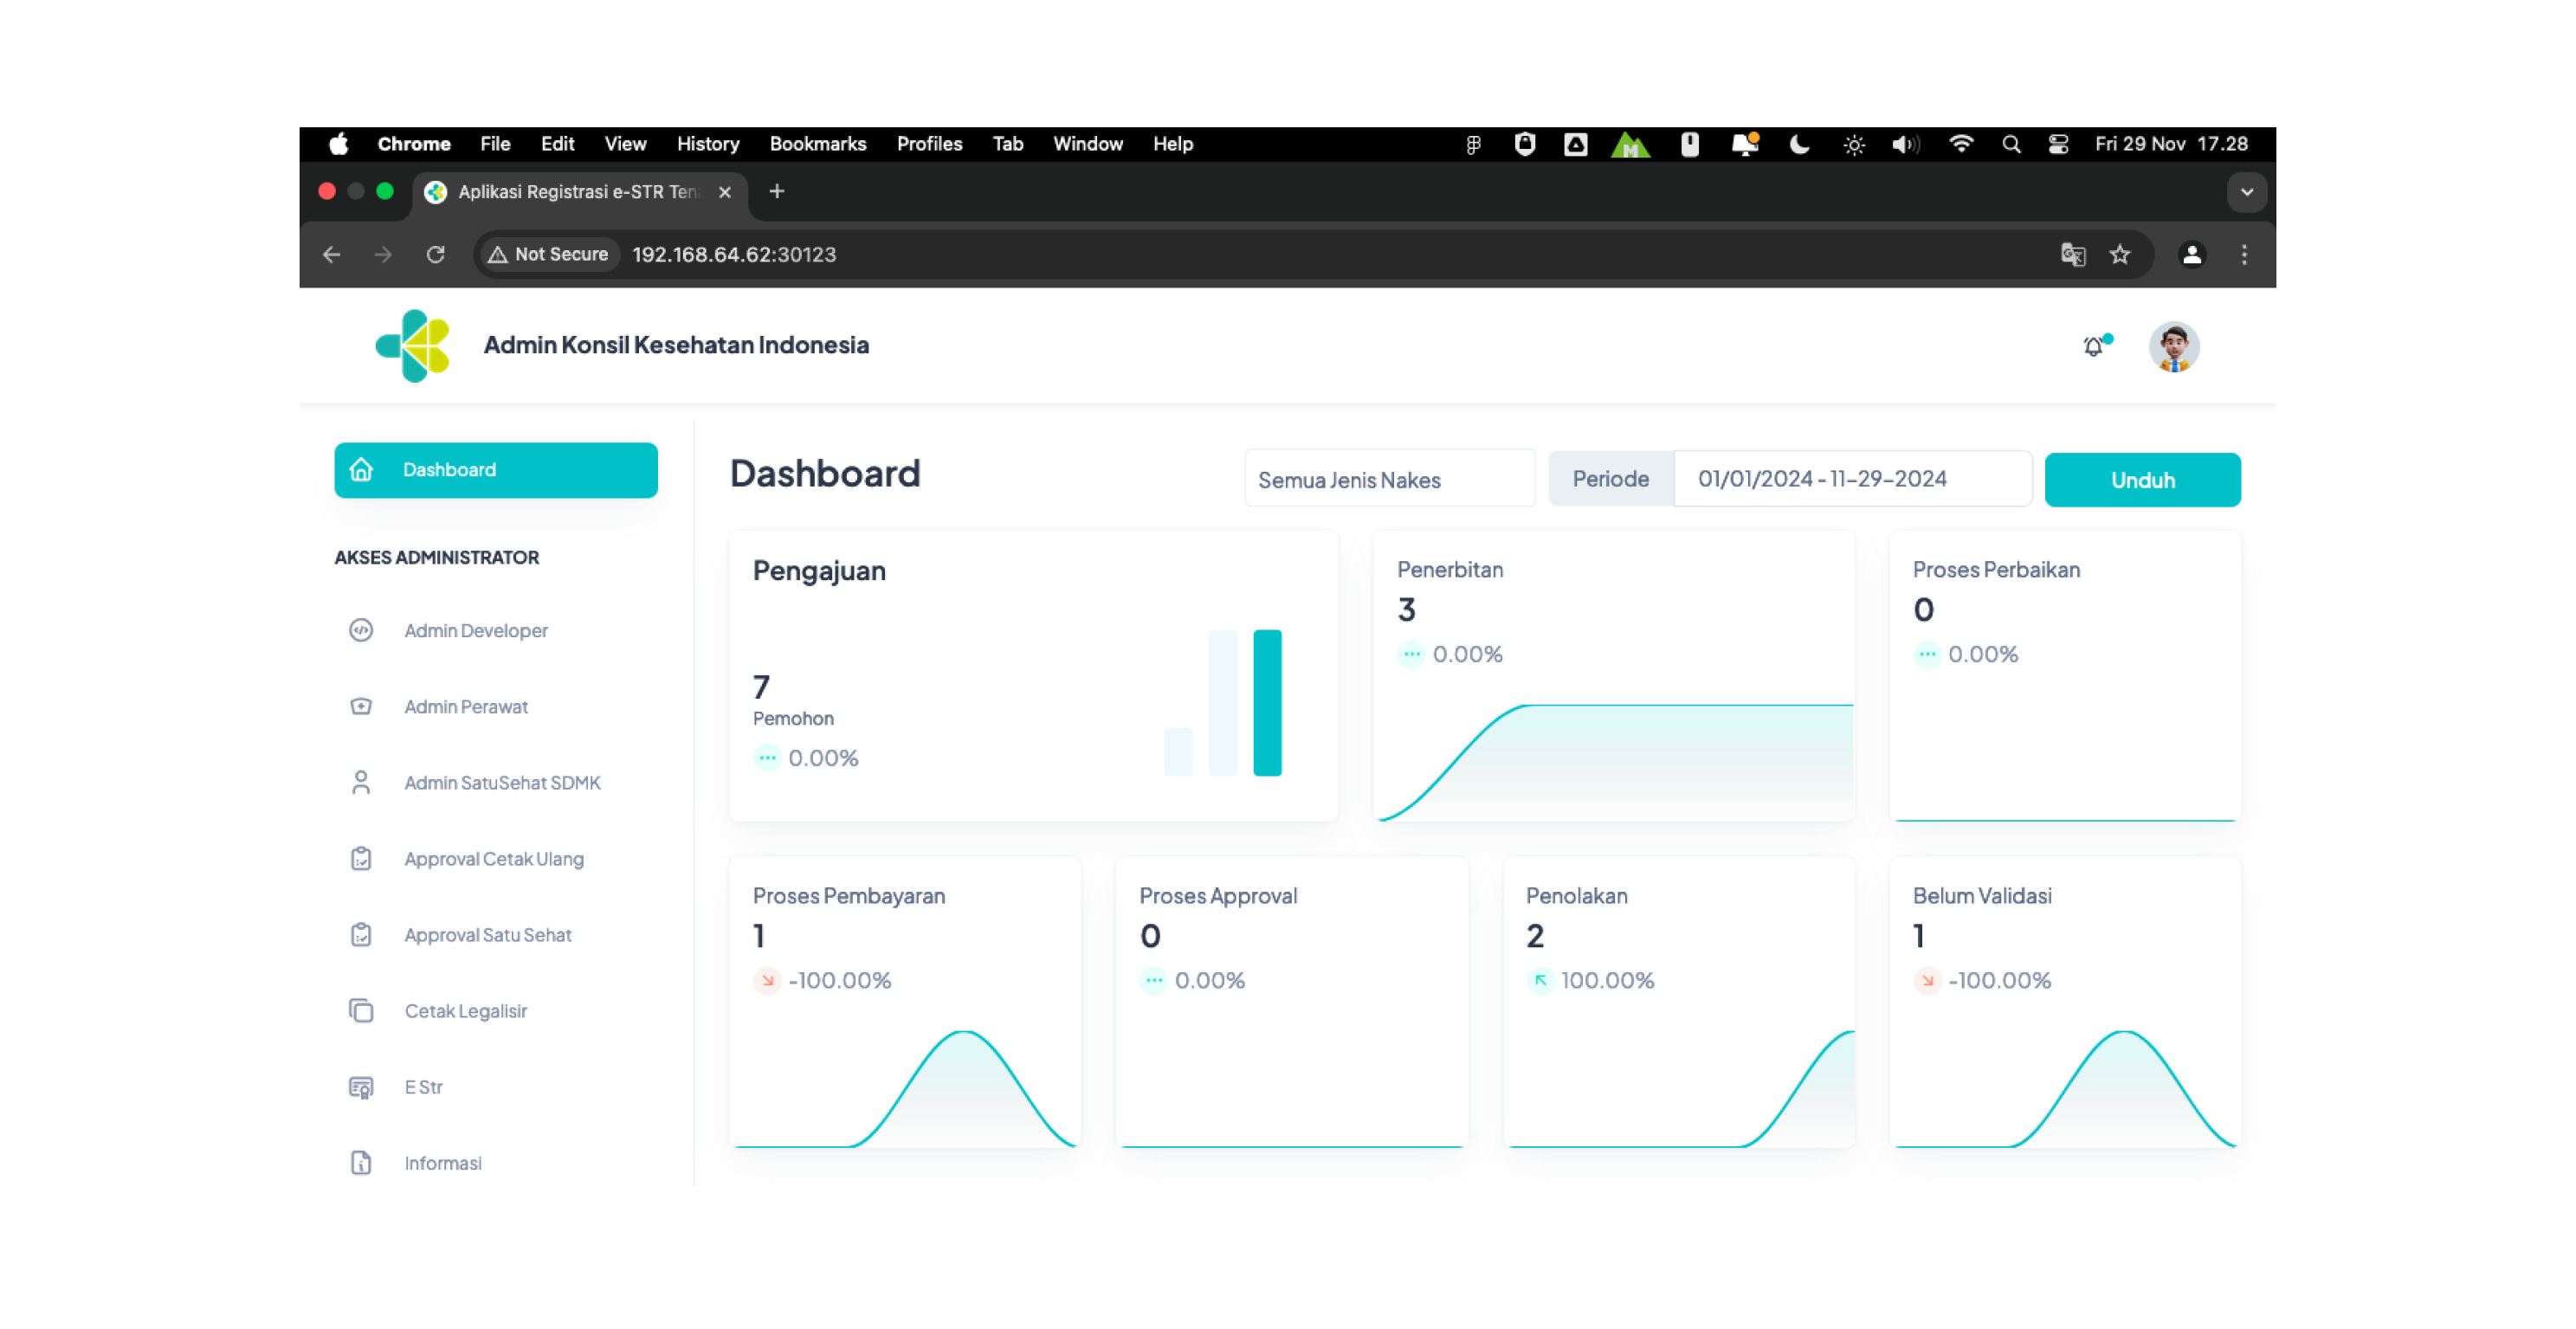 Chrome File Edit View History Bookmarks Profiles Tab Window Help Fri 29 Nov 17.28
Aplikasi Registrasi e-STR Ten
Not Secure 192.168.64.62:30123
Admin Konsil Kesehatan Indonesia
Dashboard
AKSES ADMINISTRATOR
Admin Developer
Admin Perawat
Admin SatuSehat SDMK
Approval Cetak Ulang
Approval Satu Sehat
Cetak Legalisir
E Str
Informasi
Dashboard
Semua Jenis Nakes
Periode 01/01/2024 - 11-29-2024
Unduh
Pengajuan
7
Pemohon
0.00%
Penerbitan
3
0.00%
Proses Perbaikan
0
0.00%
Proses Pembayaran
1
-100.00%
Proses Approval
0
0.00%
Penolakan
2
100.00%
Belum Validasi
1
-100.00%